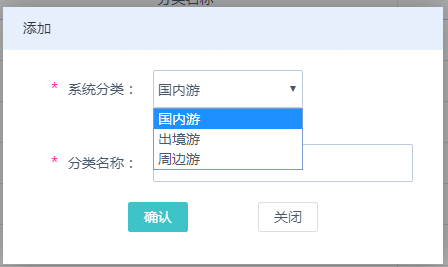 分类名称
添加
* 系统分类： 国内游 ▼
国内游
出境游
周边游
* 分类名称：
确认 关闭